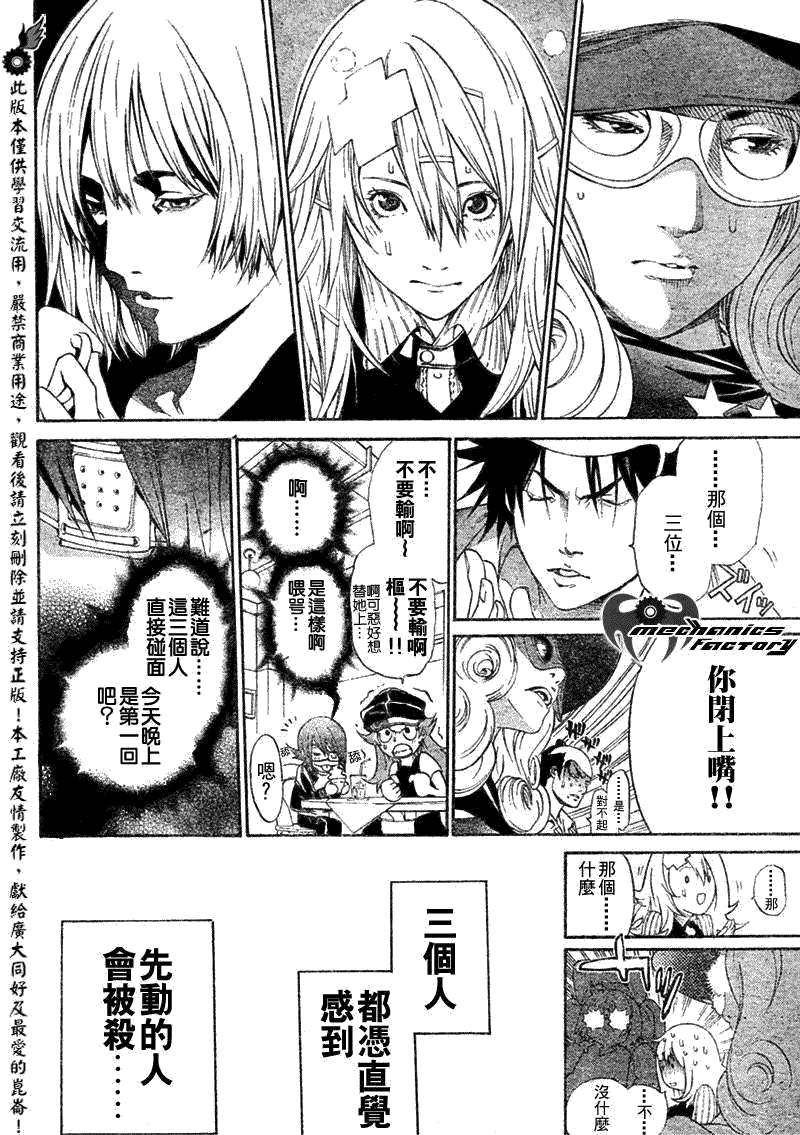 此版本僅供學習交流用，嚴禁商業用途，觀看後請立刻刪除並請支持正版！本工廠友情製作，獻給廣大同好及最愛的崑崙！
……那個…
三位…
mechanics
factory
你閉上嘴!!
……是…
對不起
不…
不要輸啊~
不要輸啊
樞~~!!
啊可惡好想
替她上…
啊……
是這樣啊
喂咢…
舔
舔
嗯？
難道說……
這三個人
直接碰面
今天晚上
是第一回
吧？
……那
那個……
什麼
…不…
沒什麼
三個人
都憑直覺
感到
先動的人
會被殺……